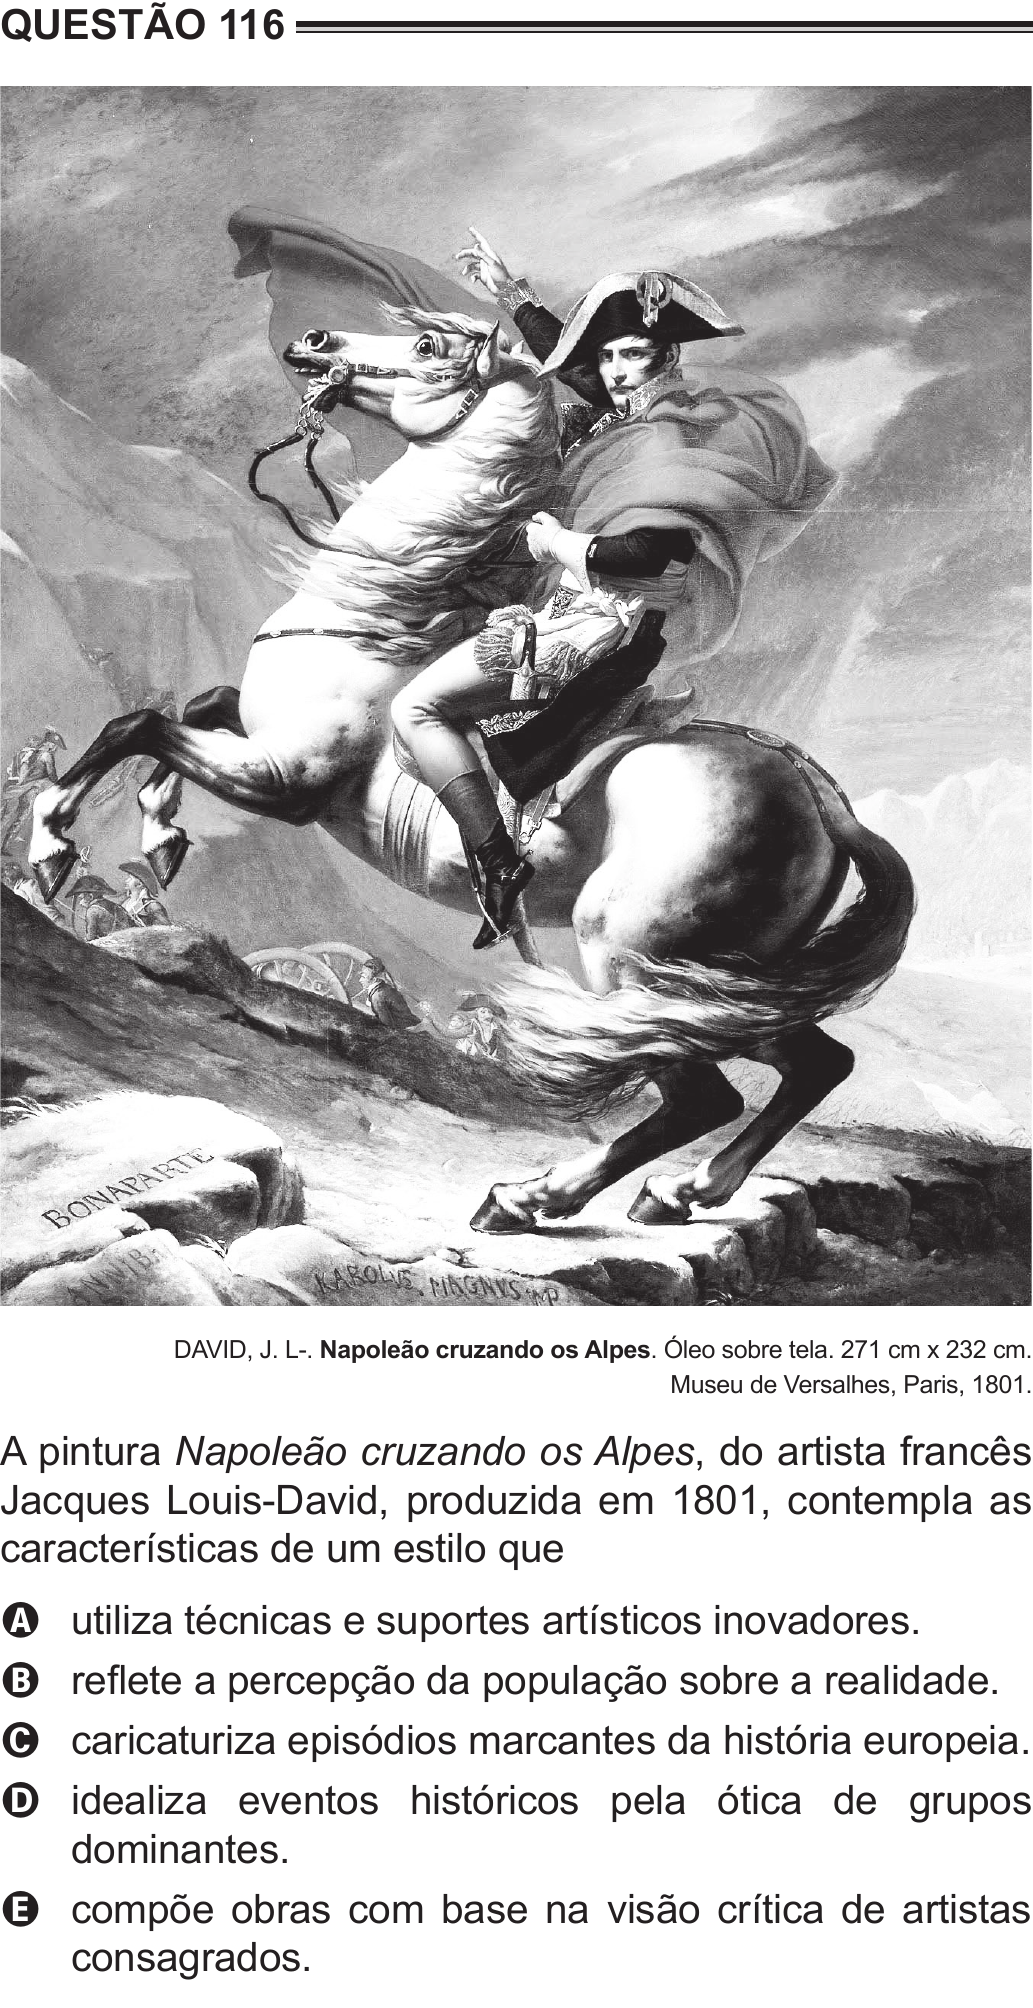 QUESTÃO 116
BONAPARTE
KAROLVS MAGNVS
DAVID, J. L-. Napoleão cruzando os Alpes. Óleo sobre tela. 271 cm x 232 cm.
Museu de Versalhes, Paris, 1801.
A pintura Napoleão cruzando os Alpes, do artista francês
Jacques Louis-David, produzida em 1801, contempla as
características de um estilo que
A utiliza técnicas e suportes artísticos inovadores.
B reflete a percepção da população sobre a realidade.
C caricaturiza episódios marcantes da história europeia.
D idealiza eventos históricos pela ótica de grupos
dominantes.
E compõe obras com base na visão crítica de artistas
consagrados.